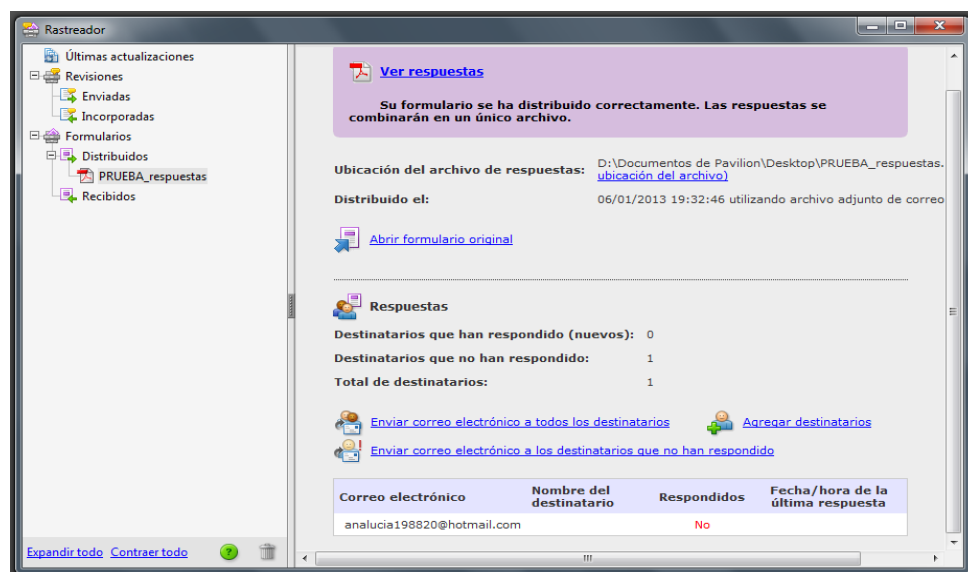 Rastreador
Últimas actualizaciones
Revisiones
Enviadas
Incorporadas
Formularios
Distribuidos
PRUEBA_respuestas
Recibidos
Expandir todo Contraer todo
Ver respuestas
Su formulario se ha distribuido correctamente. Las respuestas se
combinarán en un único archivo.
Ubicación del archivo de respuestas: D:\Documentos de Pavilion\Desktop\PRUEBA_respuestas.
ubicación del archivo)
Distribuido el: 06/01/2013 19:32:46 utilizando archivo adjunto de correo
Abrir formulario original
Respuestas
Destinatarios que han respondido (nuevos): 0
Destinatarios que no han respondido: 1
Total de destinatarios: 1
Enviar correo electrónico a todos los destinatarios Agregar destinatarios
Enviar correo electrónico a los destinatarios que no han respondido
Correo electrónico Nombre del destinatario Respondidos Fecha/hora de la última respuesta
analucia198820@hotmail.com No